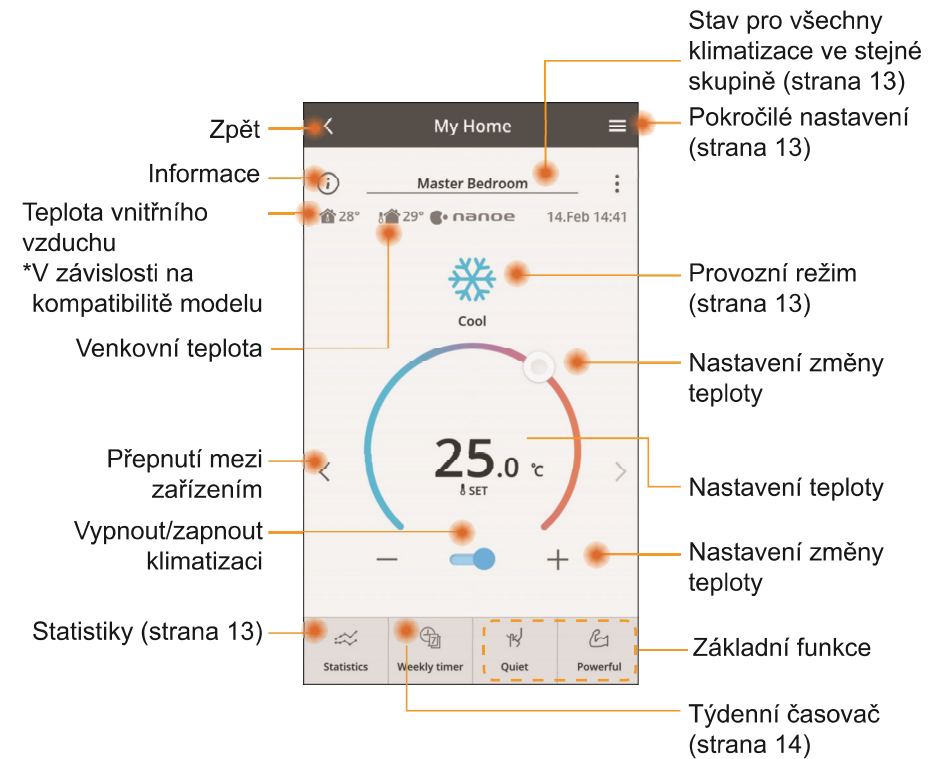 Stav pro všechny
klimatizace ve stejné
skupině (strana 13)
Zpět
My Home
Pokročilé nastavení
(strana 13)
Informace
Master Bedroom
Teplota vnitřního
vzduchu
*V závislosti na
kompatibilitě modelu
28° 29° nanoe 14.Feb 14:41
Provozní režim
(strana 13)
Cool
Venkovní teplota
Nastavení změny
teploty
Přepnutí mezi
zařízením
25.0 °C
SET
Nastavení teploty
Vypnout/zapnout
klimatizaci
Nastavení změny
teploty
Statistiky (strana 13)
Statistics Weekly timer Quiet Powerful
Základní funkce
Týdenní časovač
(strana 14)